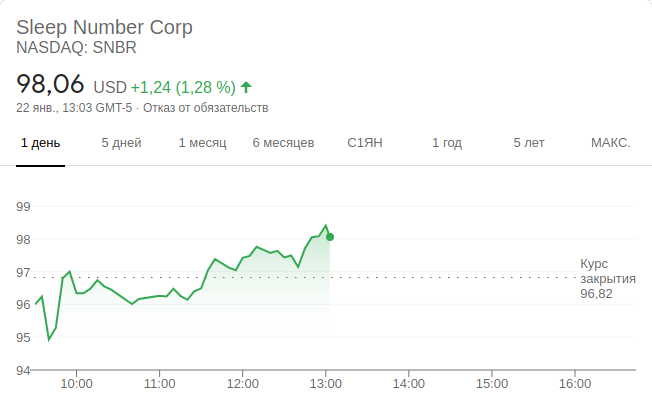 Sleep Number Corp
NASDAQ: SNBR
98,06 USD +1,24 (1,28 %)
22 янв., 13:03 GMT-5 · Отказ от обязательств
1 день 5 дней 1 месяц 6 месяцев С1ЯН 1 год 5 лет МАКС.
99
98
97
96
95
94
Курс
закрытия
96,82
10:00 11:00 12:00 13:00 14:00 15:00 16:00